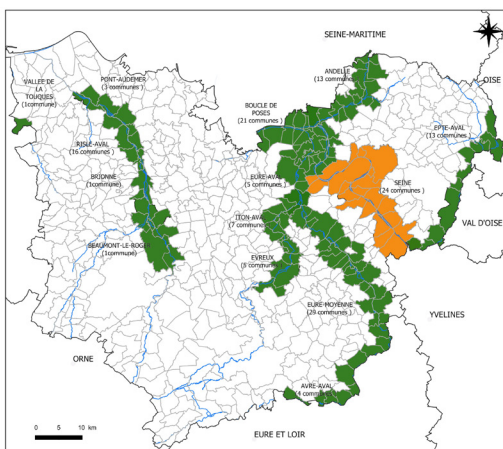 SEINE-MARITIME
PONT-AUDEMER
(3 communes )
VALLEE DE
LA
TOUQUES
(1commune)
ANDELLE
(13 communes )
OISE
BOUCLE DE
POSES
(21 communes )
EPTE-AVAL
(13 communes )
RISLE-AVAL
(16 communes )
EURE-AVAL
(5 communes )
BRIONNE
(1commune)
SEINE
(24 communes )
ITON-AVAL
(7 communes )
VAL D'OISE
BEAUMONT-LE-ROGER
(1commune)
EVREUX
(8 communes )
EURE-MOYENNE
(29 communes )
YVELINES
ORNE
AVRE-AVAL
(4 communes )
0 5 10 km
EURE ET LOIR